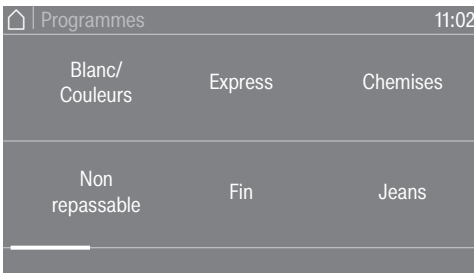 Programmes 11:02
Blanc/
Couleurs
Express
Chemises
Non
repassable
Fin
Jeans